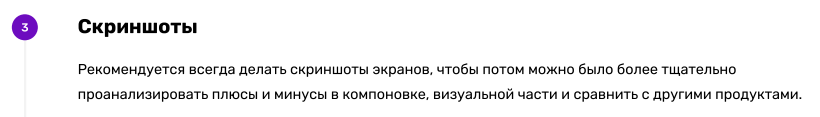 3
Скриншоты
Рекомендуется всегда делать скриншоты экранов, чтобы потом можно было более тщательно
проанализировать плюсы и минусы в компоновке, визуальной части и сравнить с другими продуктами.